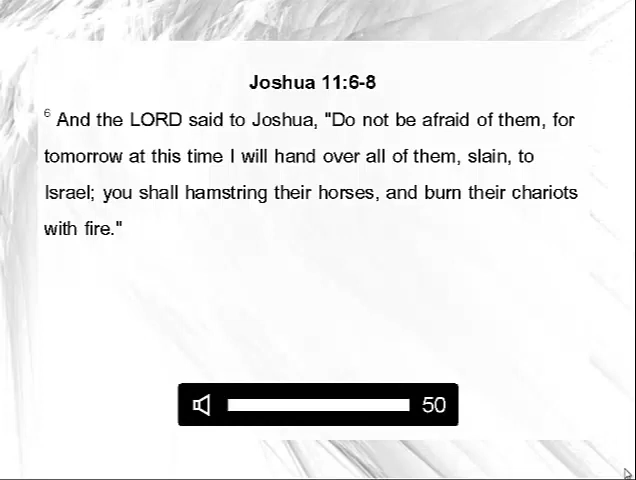 Joshua 11:6-8
6 And the LORD said to Joshua, "Do not be afraid of them, for
tomorrow at this time I will hand over all of them, slain, to
Israel; you shall hamstring their horses, and burn their chariots
with fire."
50